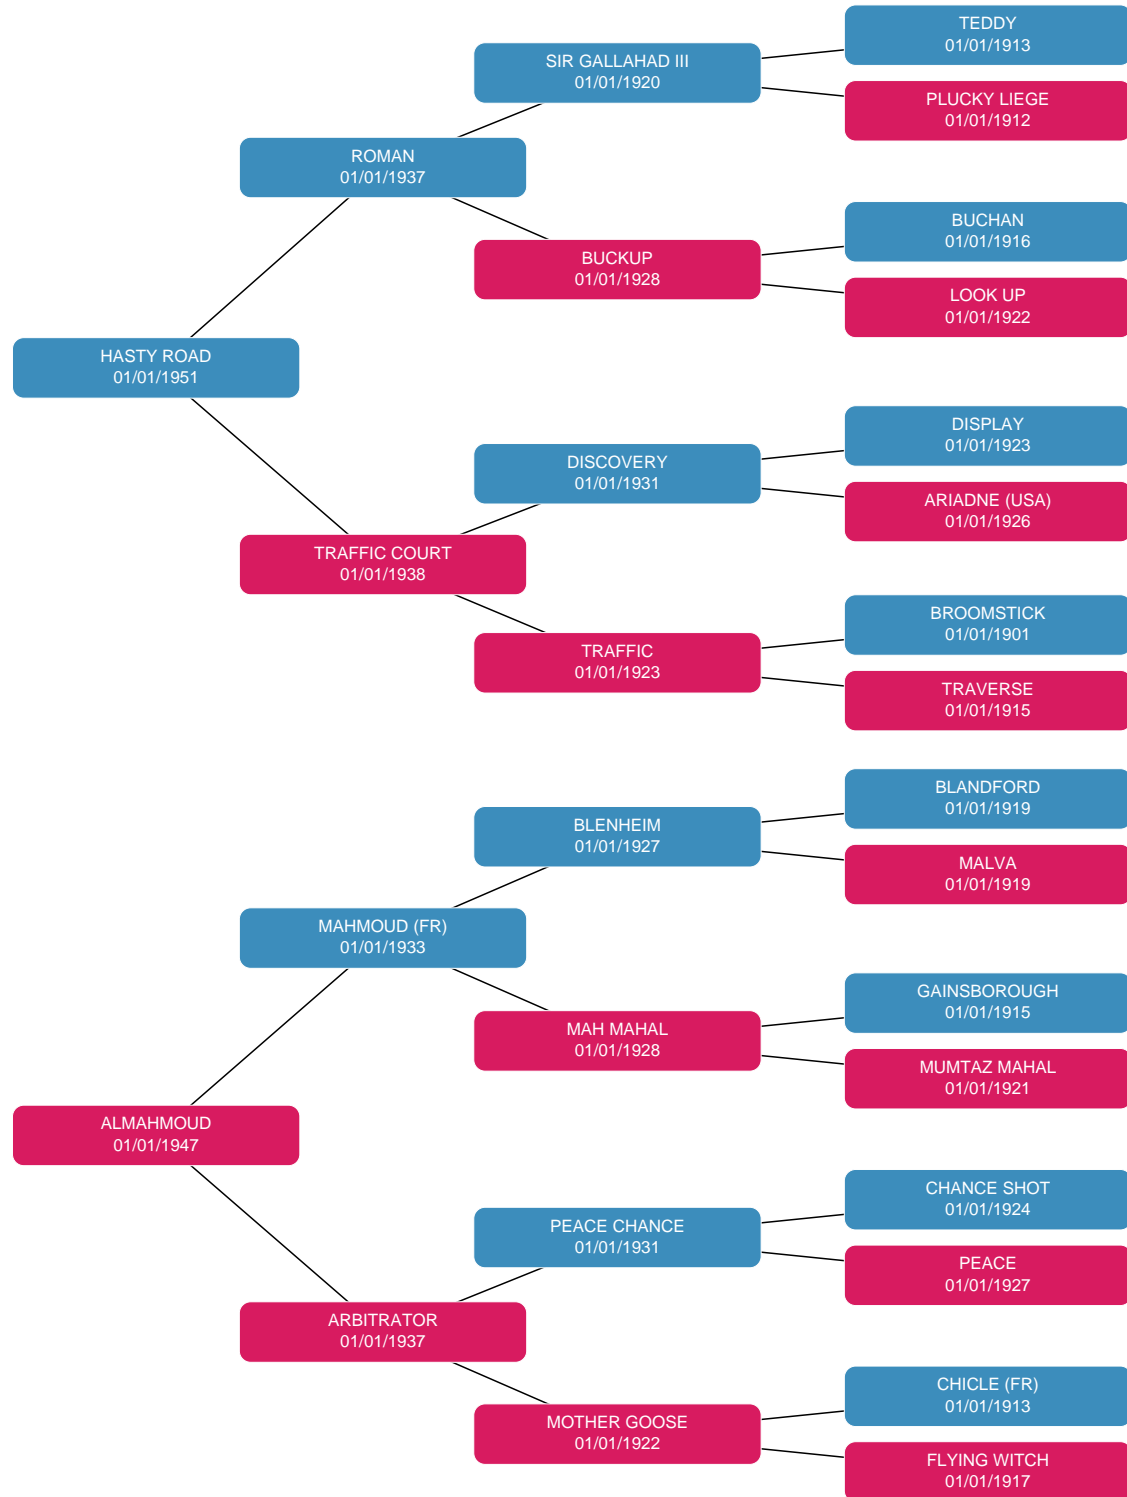 TEDDY
01/01/1913
SIR GALLAHAD III
01/01/1920
PLUCKY LIEGE
01/01/1912
ROMAN
01/01/1937
BUCHAN
01/01/1916
BUCKUP
01/01/1928
LOOK UP
01/01/1922
HASTY ROAD
01/01/1951
DISPLAY
01/01/1923
DISCOVERY
01/01/1931
ARIADNE (USA)
01/01/1926
TRAFFIC COURT
01/01/1938
BROOMSTICK
01/01/1901
TRAFFIC
01/01/1923
TRAVERSE
01/01/1915
BLANDFORD
01/01/1919
BLENHEIM
01/01/1927
MALVA
01/01/1919
MAHMOUD (FR)
01/01/1933
GAINSBOROUGH
01/01/1915
MAH MAHAL
01/01/1928
MUMTAZ MAHAL
01/01/1921
ALMAHMOUD
01/01/1947
CHANCE SHOT
01/01/1924
PEACE CHANCE
01/01/1931
PEACE
01/01/1927
ARBITRATOR
01/01/1937
CHICLE (FR)
01/01/1913
MOTHER GOOSE
01/01/1922
FLYING WITCH
01/01/1917